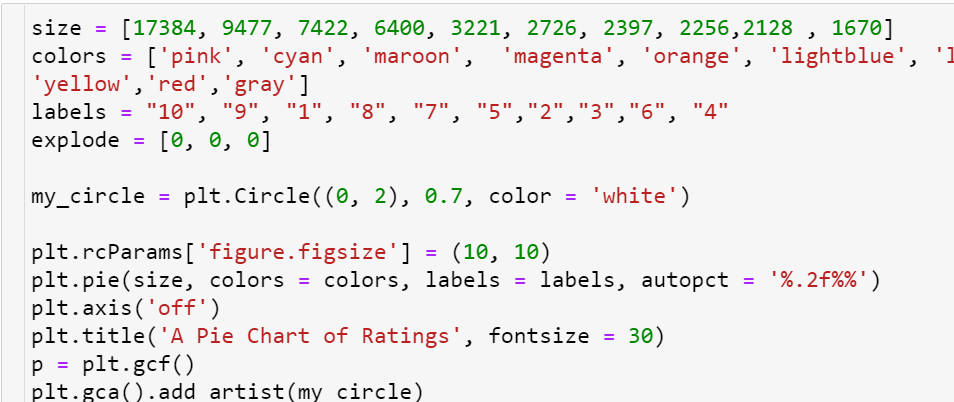 size = [17384, 9477, 7422, 6400, 3221, 2726, 2397, 2256,2128 , 1670]
colors = ['pink', 'cyan', 'maroon',  'magenta', 'orange', 'lightblue',
'yellow','red','gray']
labels = "10", "9", "1", "8", "7", "5","2","3","6", "4"
explode = [0, 0, 0]
my_circle = plt.Circle((0, 2), 0.7, color = 'white')
plt.rcParams['figure.figsize'] = (10, 10)
plt.pie(size, colors = colors, labels = labels, autopct = '%.2f%%')
plt.axis('off')
plt.title('A Pie Chart of Ratings', fontsize = 30)
p = plt.gcf()
plt.gca().add_artist(my_circle)